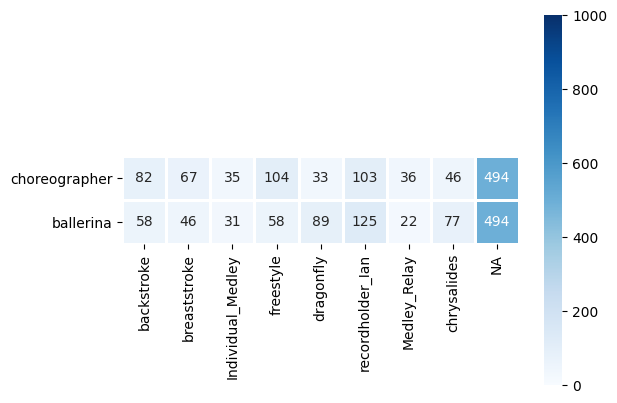 choreographer 82 67 35 104 33 103 36 46 494
ballerina 58 46 31 58 89 125 22 77 494
backstroke
breaststroke
Individual_Medley
freestyle
dragonfly
recordholder_Ian
Medley_Relay
chrysalides
NA
1000
800
600
400
200
0